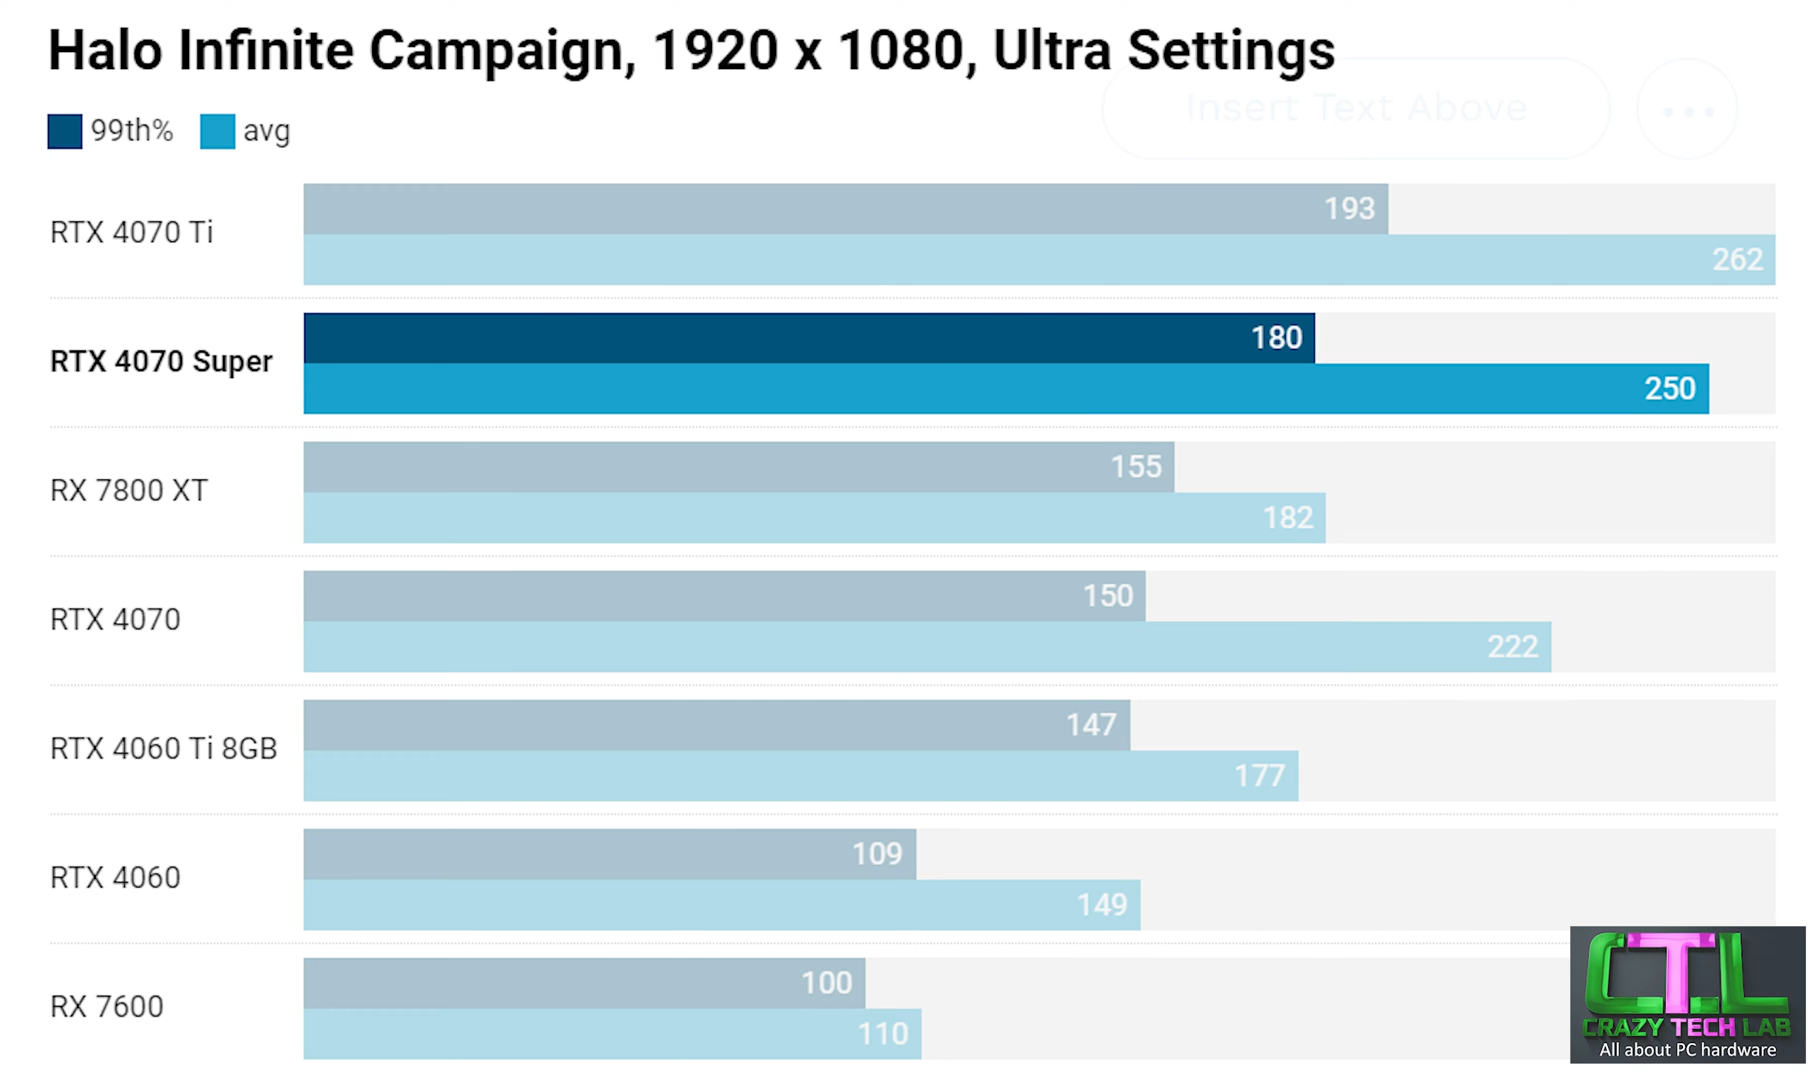 Halo Infinite Campaign, 1920 x 1080, Ultra Settings
Insert Text Above
99th% avg
RTX 4070 Ti
193
262
RTX 4070 Super
180
250
RX 7800 XT
155
182
RTX 4070
150
222
RTX 4060 Ti 8GB
147
177
RTX 4060
109
149
RX 7600
100
110
CTL
CRAZY TECH LAB
All about PC hardware